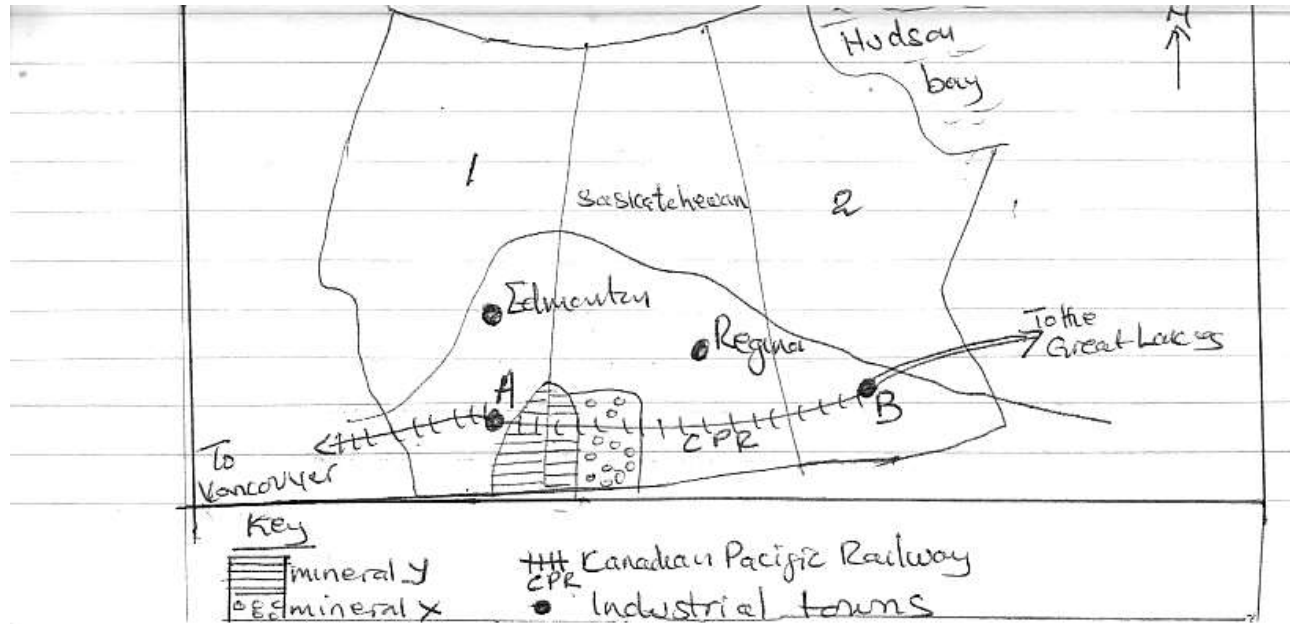 N
Hudson
bay
1
Saskatchewan
2
Edmonton
Regina
To the
Great Lakes
A
B
CPR
To
Vancouver
Key
mineral y
mineral x
Kanadian Pacific Railway
CPR
Industrial towns